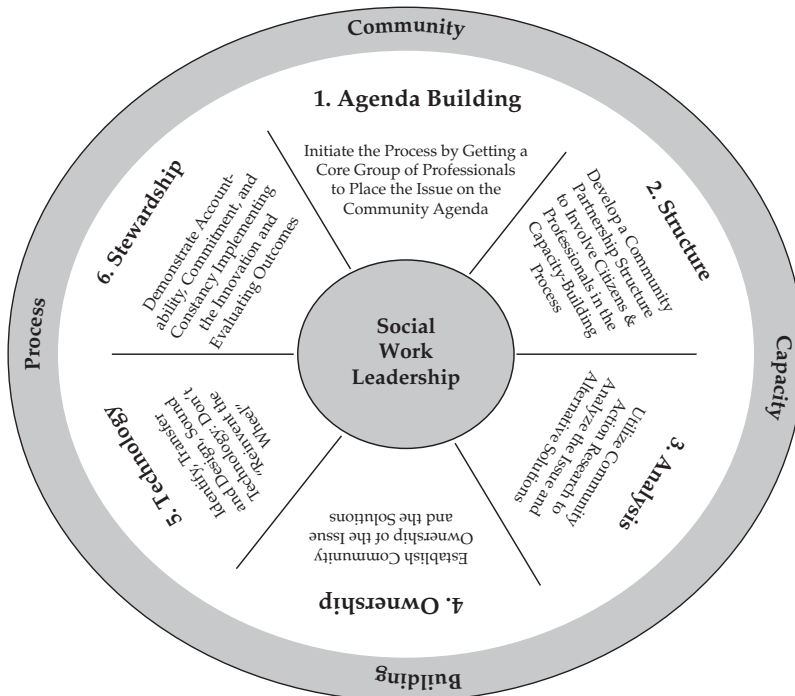 Community
Capacity
Building
Process
1. Agenda Building
Initiate the Process by Getting a
Core Group of Professionals
to Place the Issue on the
Community Agenda
2. Structure
Develop a Community
Partnership Structure
to Involve Citizens &
Professionals in the
Capacity-Building
Process
3. Analysis
Utilize Community
Action Research to
Analyze the Issue and
Alternative Solutions
4. Ownership
Establish Community
Ownership of the Issue
and the Solutions
5. Technology
Identify, Transfer
and Design, Sound
Technology: Don't
"Reinvent the
Wheel"
6. Stewardship
Demonstrate Account-
ability, Commitment, and
Constancy Implementing
the Innovation and
Evaluating Outcomes
Social
Work
Leadership